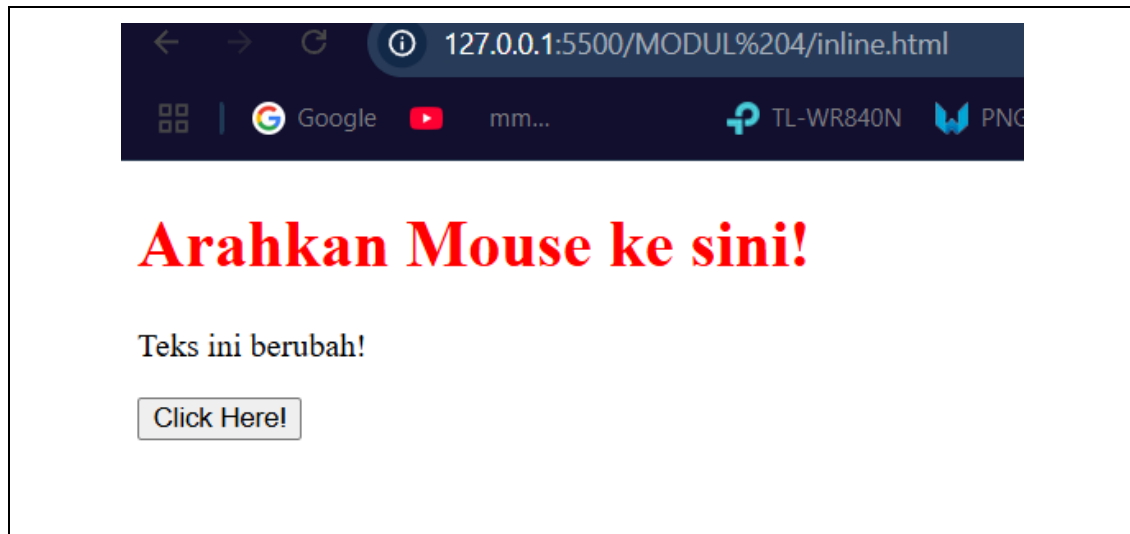 127.0.0.1:5500/MODUL%204/inline.html
Google mm... TL-WR840N PNG
Arahkan Mouse ke sini!
Teks ini berubah!
Click Here!